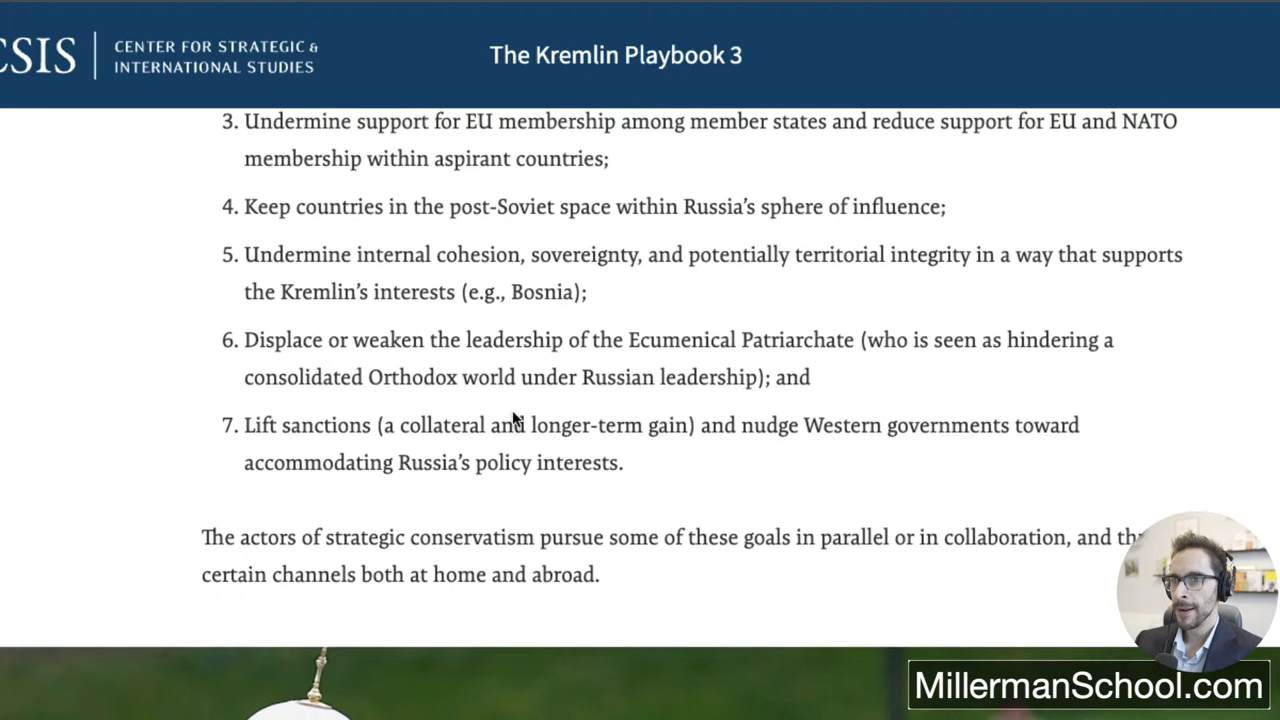 CSIS
CENTER FOR STRATEGIC &
INTERNATIONAL STUDIES
The Kremlin Playbook 3
3. Undermine support for EU membership among member states and reduce support for EU and NATO
membership within aspirant countries;
4. Keep countries in the post-Soviet space within Russia’s sphere of influence;
5. Undermine internal cohesion, sovereignty, and potentially territorial integrity in a way that supports
the Kremlin’s interests (e.g., Bosnia);
6. Displace or weaken the leadership of the Ecumenical Patriarchate (who is seen as hindering a
consolidated Orthodox world under Russian leadership); and
7. Lift sanctions (a collateral and longer-term gain) and nudge Western governments toward
accommodating Russia’s policy interests.
The actors of strategic conservatism pursue some of these goals in parallel or in collaboration, and
certain channels both at home and abroad.
MillermanSchool.com